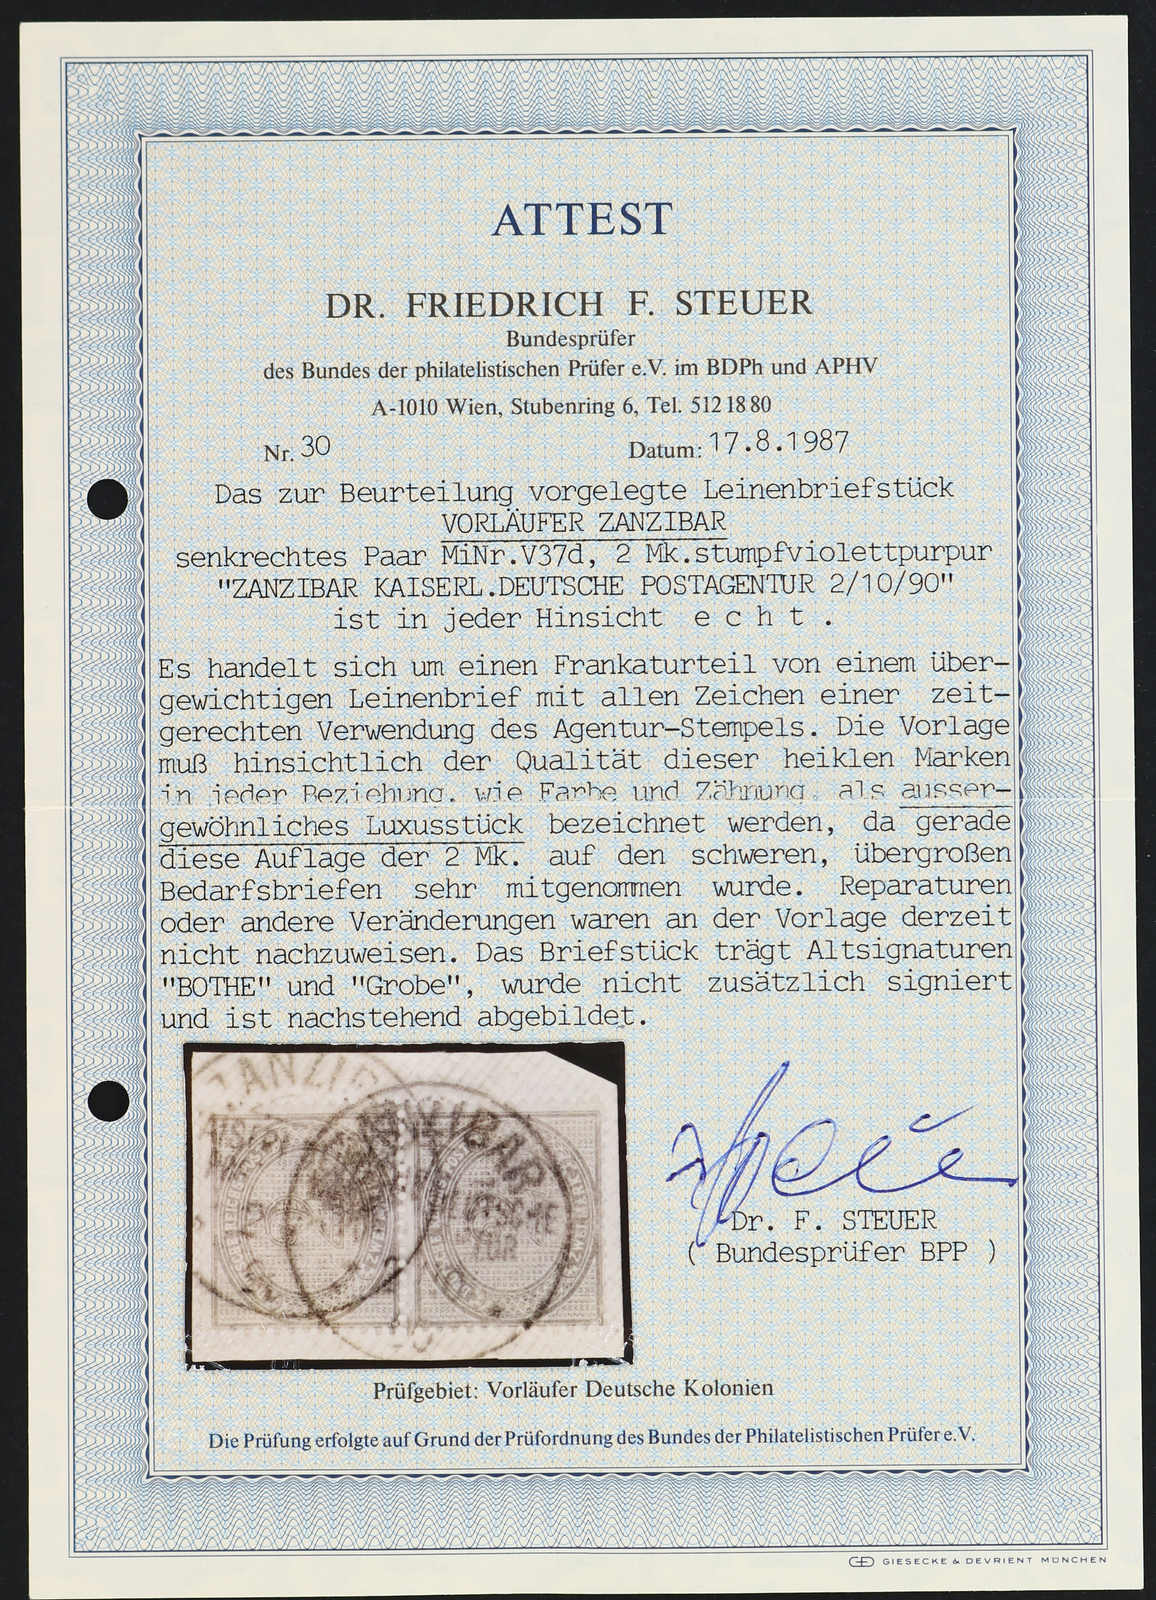 ATTEST
DR. FRIEDRICH F. STEUER
Bundesprüfer
des Bundes der philatelistischen Prüfer e.V. im BDPh und APHV
A-1010 Wien, Stubenring 6, Tel. 512 18 80
Nr. 30 Datum: 17.8.1987
Das zur Beurteilung vorgelegte Leinenbriefstück
VORLÄUFER ZANZIBAR
senkrechtes Paar MiNr.V37d, 2 Mk.stumpfviolettpurpur
"ZANZIBAR KAISERL.DEUTSCHE POSTAGENTUR 2/10/90"
ist in jeder Hinsicht e c h t .
Es handelt sich um einen Frankaturteil von einem über-
gewichtigen Leinenbrief mit allen Zeichen einer zeit-
gerechten Verwendung des Agentur-Stempels. Die Vorlage
muß hinsichtlich der Qualität dieser heiklen Marken
in jeder Beziehung, wie Farbe und Zähnung, als ausser-
gewöhnliches Luxusstück bezeichnet werden, da gerade
diese Auflage der 2 Mk. auf den schweren, übergroßen
Bedarfsbriefen sehr mitgenommen wurde. Reparaturen
oder andere Veränderungen waren an der Vorlage derzeit
nicht nachzuweisen. Das Briefstück trägt Altsignaturen
"BOTHE" und "Grobe", wurde nicht zusätzlich signiert
und ist nachstehend abgebildet.
Dr. F. STEUER
( Bundesprüfer BPP )
Prüfgebiet: Vorläufer Deutsche Kolonien
Die Prüfung erfolgte auf Grund der Prüfordnung des Bundes der Philatelistischen Prüfer e.V.
GIESECKE & DEVRIENT MÜNCHEN